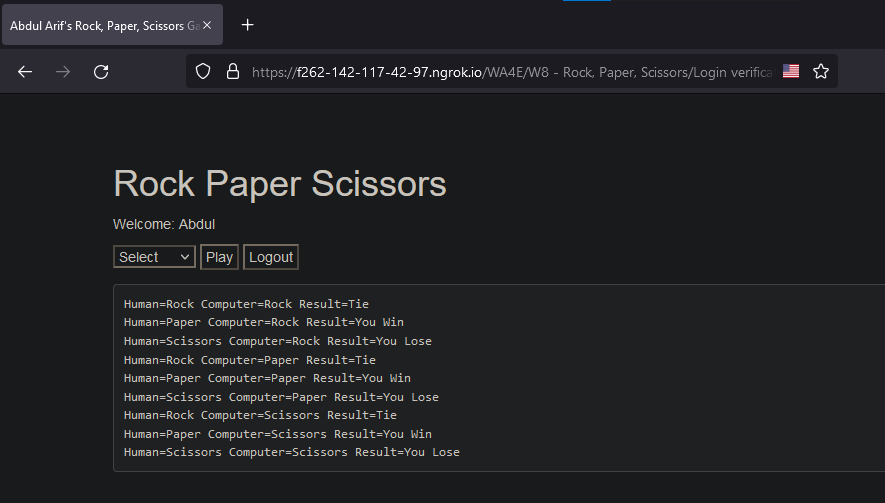 Abdul Arif's Rock, Paper, Scissors Ga
https://f262-142-117-42-97.ngrok.io/WA4E/W8 - Rock, Paper, Scissors/Login verifica
Rock Paper Scissors
Welcome: Abdul
Select Play Logout
Human=Rock Computer=Rock Result=Tie
Human=Paper Computer=Rock Result=You Win
Human=Scissors Computer=Rock Result=You Lose
Human=Rock Computer=Paper Result=Tie
Human=Paper Computer=Paper Result=You Win
Human=Scissors Computer=Paper Result=You Lose
Human=Rock Computer=Scissors Result=Tie
Human=Paper Computer=Scissors Result=You Win
Human=Scissors Computer=Scissors Result=You Lose